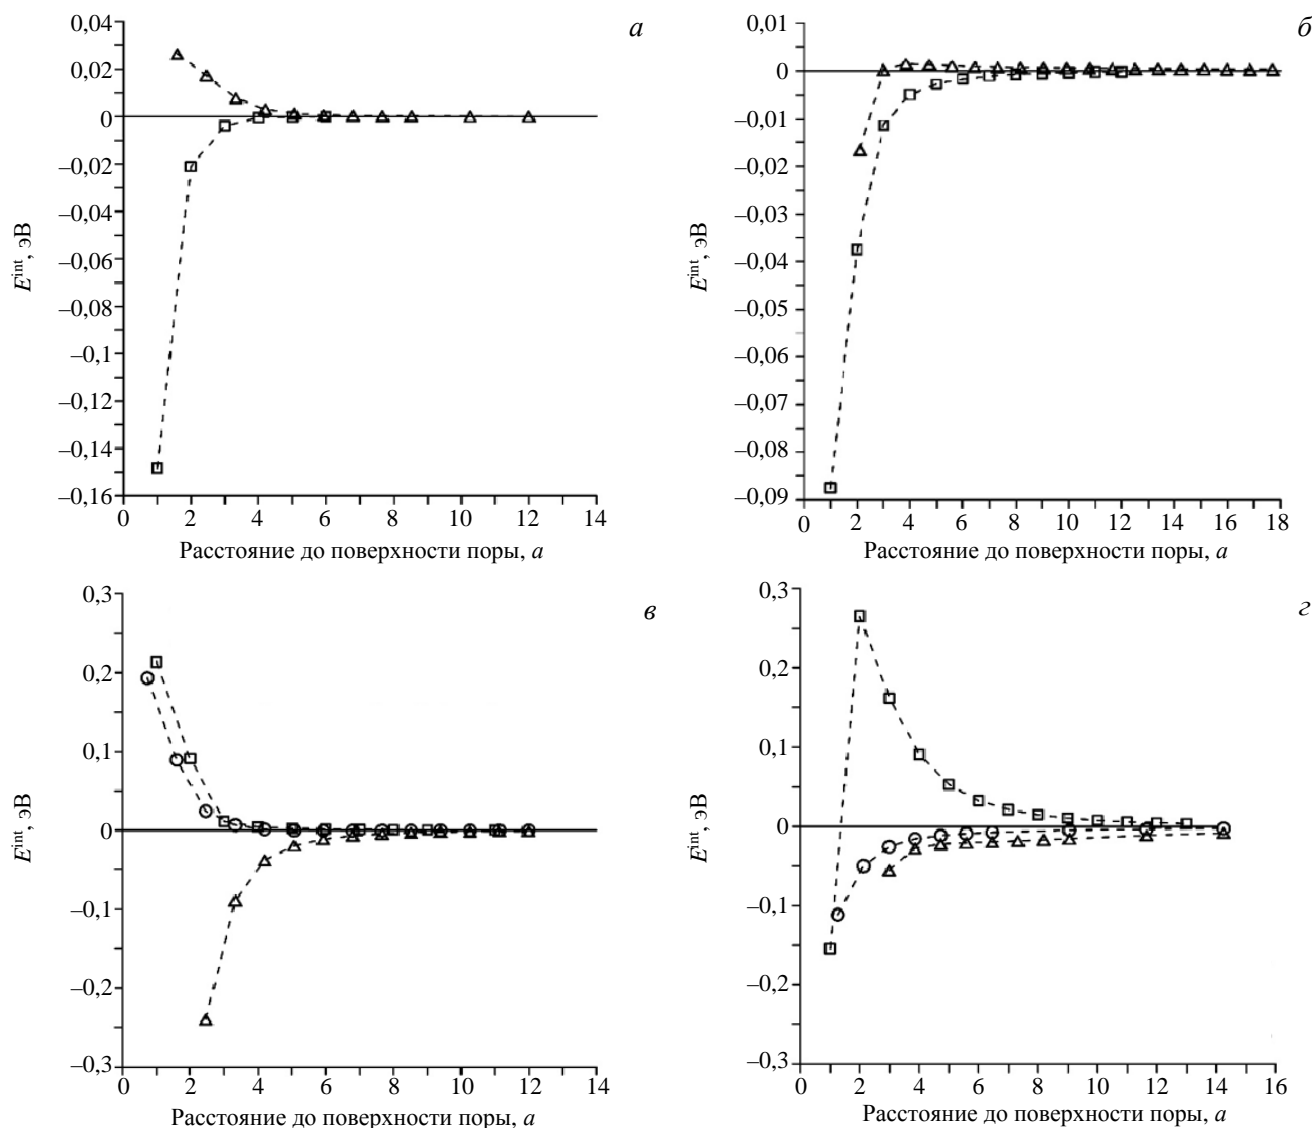 а
0,04
0,02
0
–0,02
–0,04
–0,06
–0,08
–0,1
–0,12
–0,14
–0,16
0 2 4 6 8 10 12 14
E^int, эВ
Расстояние до поверхности поры, a
б
0,01
0
–0,01
–0,02
–0,03
–0,04
–0,05
–0,06
–0,07
–0,08
–0,09
0 2 4 6 8 10 12 14 16 18
E^int, эВ
Расстояние до поверхности поры, a
в
0,3
0,2
0,1
0
–0,1
–0,2
–0,3
0 2 4 6 8 10 12 14
E^int, эВ
Расстояние до поверхности поры, a
г
0,3
0,2
0,1
0
–0,1
–0,2
–0,3
0 2 4 6 8 10 12 14 16
E^int, эВ
Расстояние до поверхности поры, a